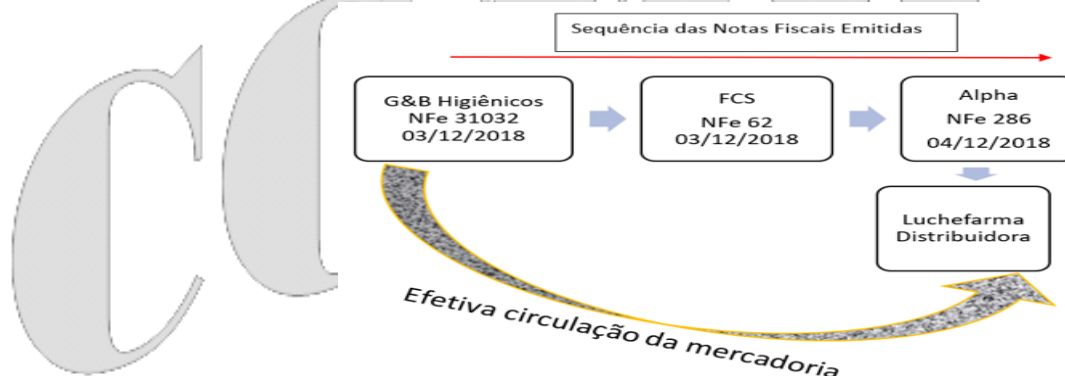 Sequência das Notas Fiscais Emitidas
G&B Higiênicos
NFe 31032
03/12/2018
FCS
NFe 62
03/12/2018
Alpha
NFe 286
04/12/2018
Luchefarma
Distribuidora
Efetiva circulação da mercadoria